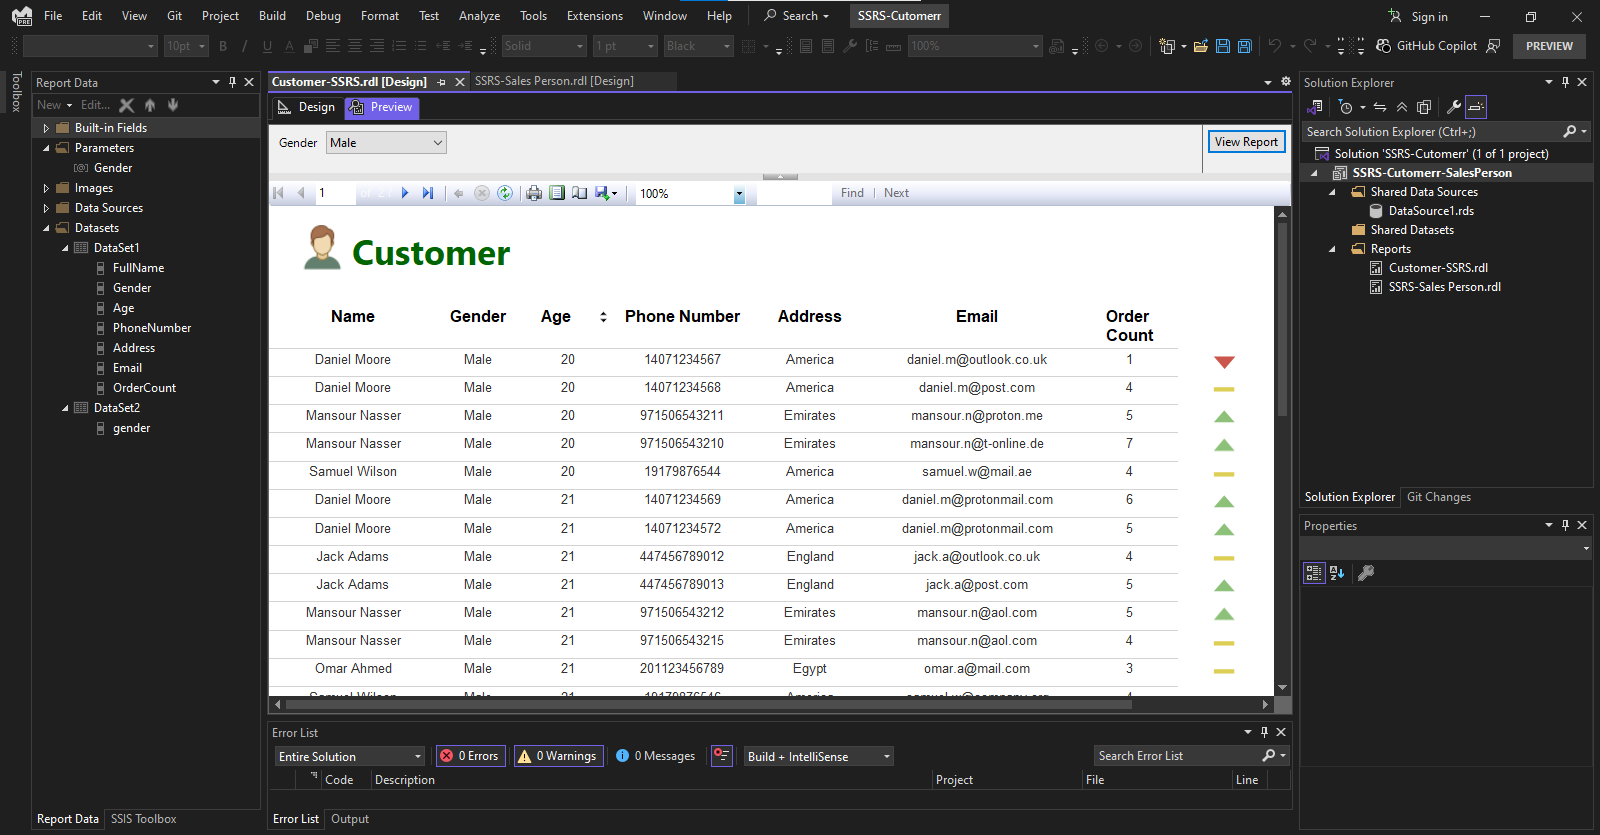 File Edit View Git Project Build Debug Format Test Analyze Tools Extensions Window Help Search SSRS-Cutomerr Sign in
10pt B I U A Solid 1 pt Black 100% GitHub Copilot PREVIEW
Toolbox
Report Data
New Edit...
Built-in Fields
Parameters
Gender
Images
Data Sources
Datasets
DataSet1
FullName
Gender
Age
PhoneNumber
Address
Email
OrderCount
DataSet2
gender
Report Data SSIS Toolbox
Customer-SSRS.rdl [Design] SSRS-Sales Person.rdl [Design]
Design Preview
Gender Male View Report
1 100% Find | Next
Customer
Name Gender Age Phone Number Address Email Order Count
Daniel Moore Male 20 14071234567 America daniel.m@outlook.co.uk 1
Daniel Moore Male 20 14071234568 America daniel.m@post.com 4
Mansour Nasser Male 20 971506543211 Emirates mansour.n@proton.me 5
Mansour Nasser Male 20 971506543210 Emirates mansour.n@t-online.de 7
Samuel Wilson Male 20 19179876544 America samuel.w@mail.ae 4
Daniel Moore Male 21 14071234569 America daniel.m@protonmail.com 6
Daniel Moore Male 21 14071234572 America daniel.m@protonmail.com 5
Jack Adams Male 21 447456789012 England jack.a@outlook.co.uk 4
Jack Adams Male 21 447456789013 England jack.a@post.com 5
Mansour Nasser Male 21 971506543212 Emirates mansour.n@aol.com 5
Mansour Nasser Male 21 971506543215 Emirates mansour.n@aol.com 4
Omar Ahmed Male 21 201123456789 Egypt omar.a@mail.com 3
Error List
Entire Solution 0 Errors 0 Warnings 0 Messages Build + IntelliSense Search Error List
Code Description Project File Line
Error List Output
Solution Explorer
Search Solution Explorer (Ctrl+;)
Solution 'SSRS-Cutomerr' (1 of 1 project)
SSRS-Cutomerr-SalesPerson
Shared Data Sources
DataSource1.rds
Shared Datasets
Reports
Customer-SSRS.rdl
SSRS-Sales Person.rdl
Solution Explorer Git Changes
Properties